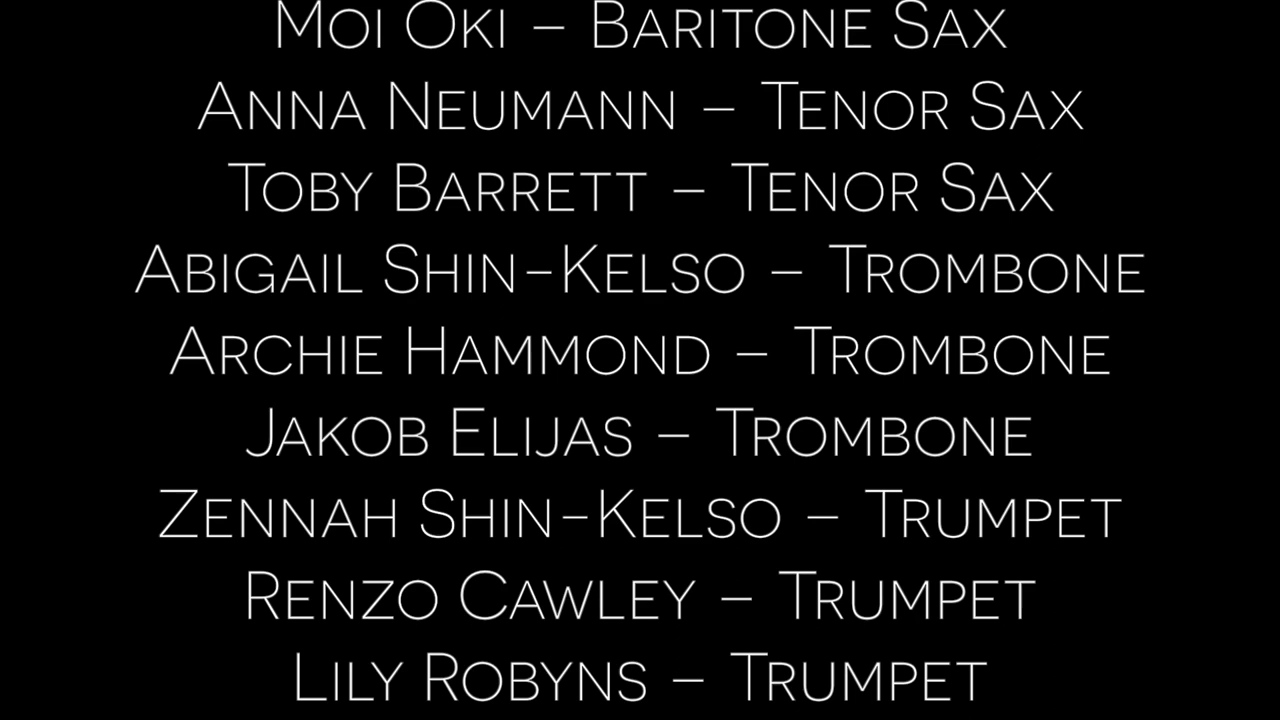 Moi Oki – Baritone Sax
Anna Neumann – Tenor Sax
Toby Barrett – Tenor Sax
Abigail Shin-Kelso – Trombone
Archie Hammond – Trombone
Jakob Elijas – Trombone
Zennah Shin-Kelso – Trumpet
Renzo Cawley – Trumpet
Lily Robyns – Trumpet